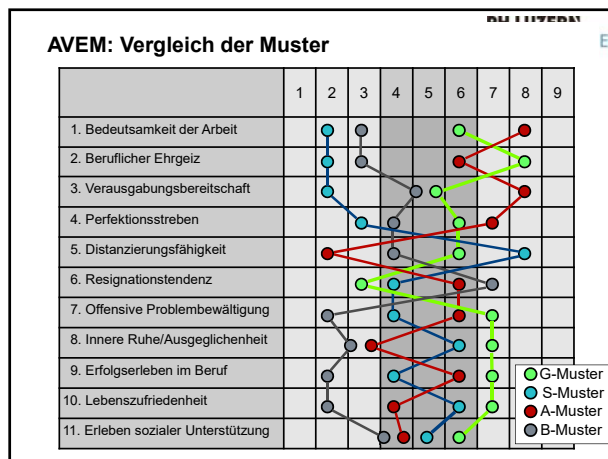 PH LUZERN
E
AVEM: Vergleich der Muster
1 2 3 4 5 6 7 8 9
1. Bedeutsamkeit der Arbeit
2. Beruflicher Ehrgeiz
3. Verausgabungsbereitschaft
4. Perfektionsstreben
5. Distanzierungsfähigkeit
6. Resignationstendenz
7. Offensive Problembewältigung
8. Innere Ruhe/Ausgeglichenheit
9. Erfolgserleben im Beruf
10. Lebenszufriedenheit
11. Erleben sozialer Unterstützung
G-Muster
S-Muster
A-Muster
B-Muster